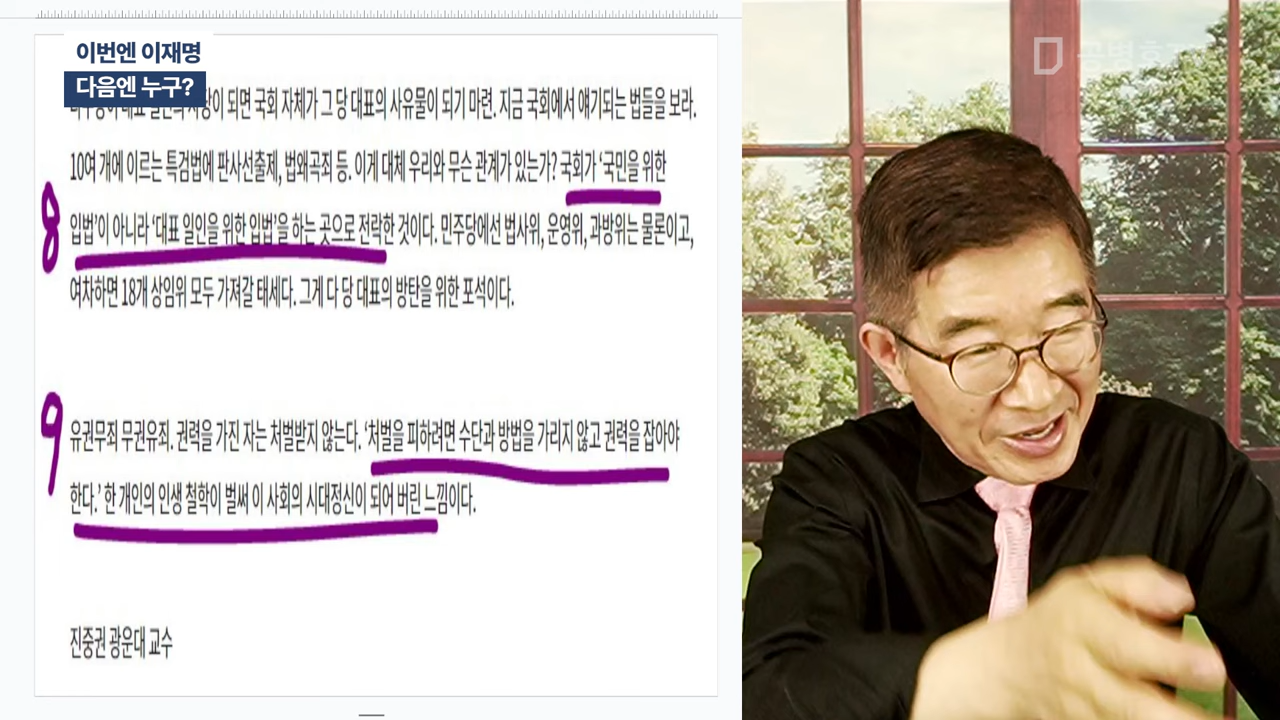 이번엔 이재명
다음엔 누구?
되면 국회 자체가 그 당 대표의 사유물이 되기 마련. 지금 국회에서 얘기되는 법들을 보라.
10여 개에 이르는 특검법에 판사선출제, 법왜곡죄 등. 이게 대체 우리와 무슨 관계가 있는가? 국회가 '국민을 위한
8
입법'이 아니라 '대표 일인을 위한 입법'을 하는 곳으로 전락한 것이다. 민주당에선 법사위, 운영위, 과방위는 물론이고,
여차하면 18개 상임위 모두 가져갈 태세다. 그게 다 당 대표의 방탄을 위한 포석이다.
9
유권무죄 무권유죄. 권력을 가진 자는 처벌받지 않는다. '처벌을 피하려면 수단과 방법을 가리지 않고 권력을 잡아야
한다.' 한 개인의 인생 철학이 벌써 이 사회의 시대정신이 되어 버린 느낌이다.
진중권 광운대 교수